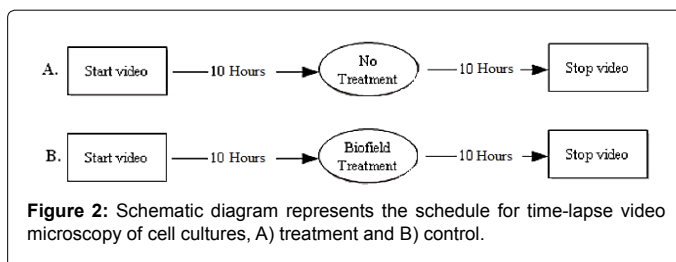 A. Start video 10 Hours No Treatment 10 Hours Stop video
B. Start video 10 Hours Biofield Treatment 10 Hours Stop video
Figure 2: Schematic diagram represents the schedule for time-lapse video
microscopy of cell cultures, A) treatment and B) control.